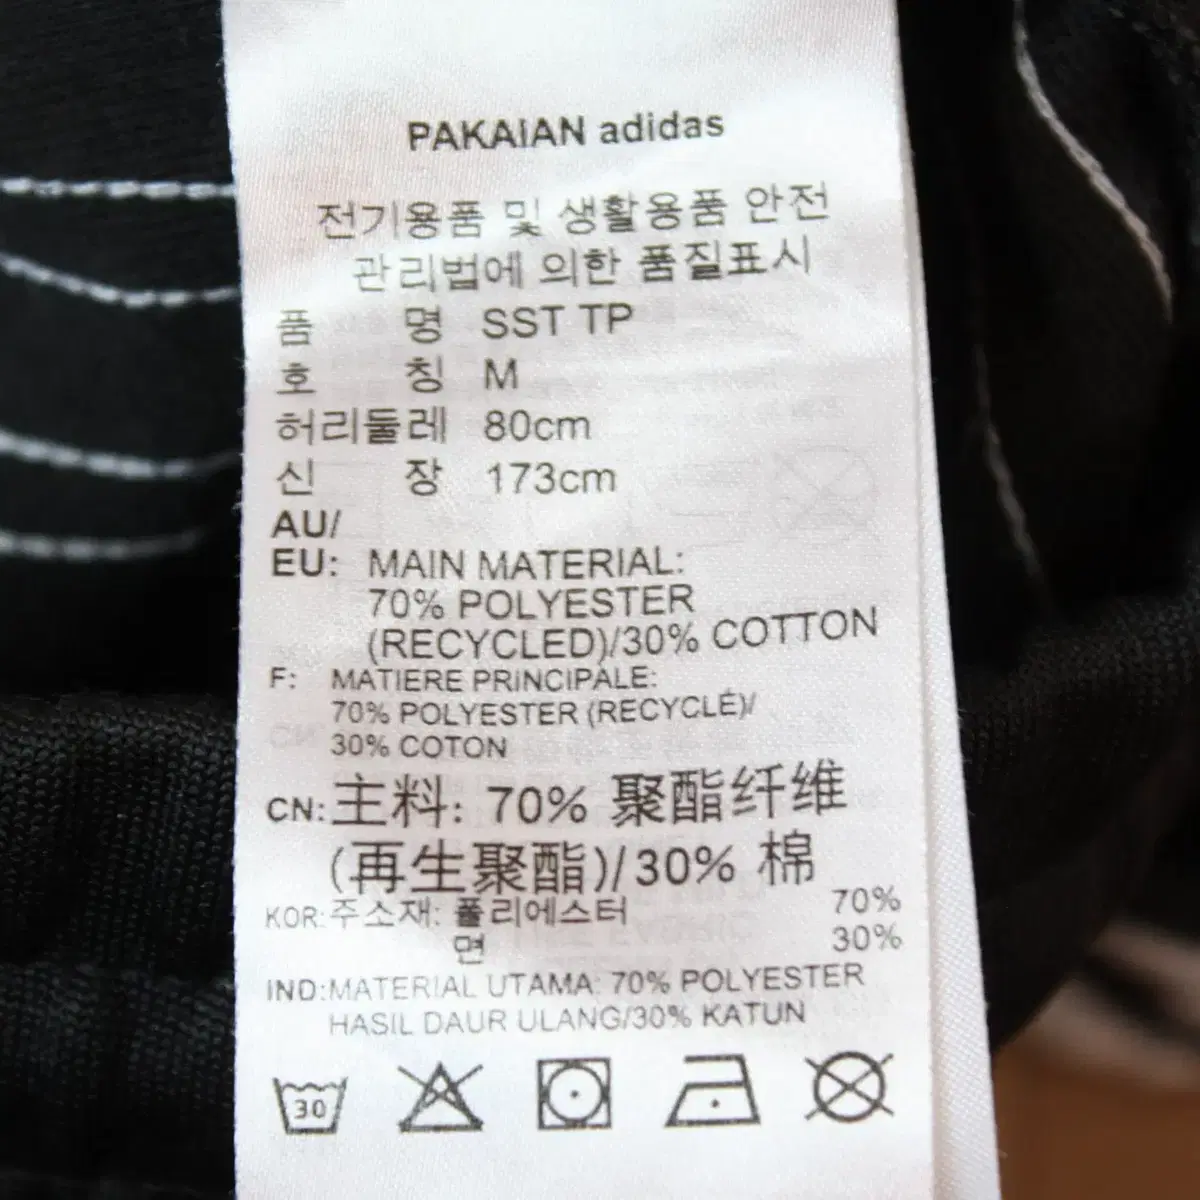 PAKAIAN adidas
전기용품 및 생활용품 안전
관리법에 의한 품질표시
품 명 SST TP
호 칭 M
허리둘레 80cm
신 장 173cm
AU/
EU: MAIN MATERIAL:
70% POLYESTER
(RECYCLED)/30% COTTON
F: MATIERE PRINCIPALE:
70% POLYESTER (RECYCLÉ)/
30% COTON
CN: 主料: 70% 聚酯纤维
(再生聚酯)/30% 棉
KOR: 주소재: 폴리에스터 70%
면 30%
IND: MATERIAL UTAMA: 70% POLYESTER
HASIL DAUR ULANG/30% KATUN
30